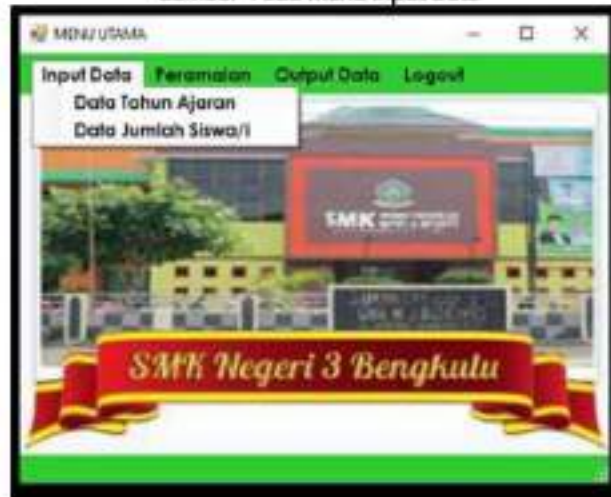 MENU UTAMA
Input Data Peramalan Output Data Logout
Data Tahun Ajaran
Data Jumlah Siswa/i
SMK
SMK Negeri 3 Bengkulu